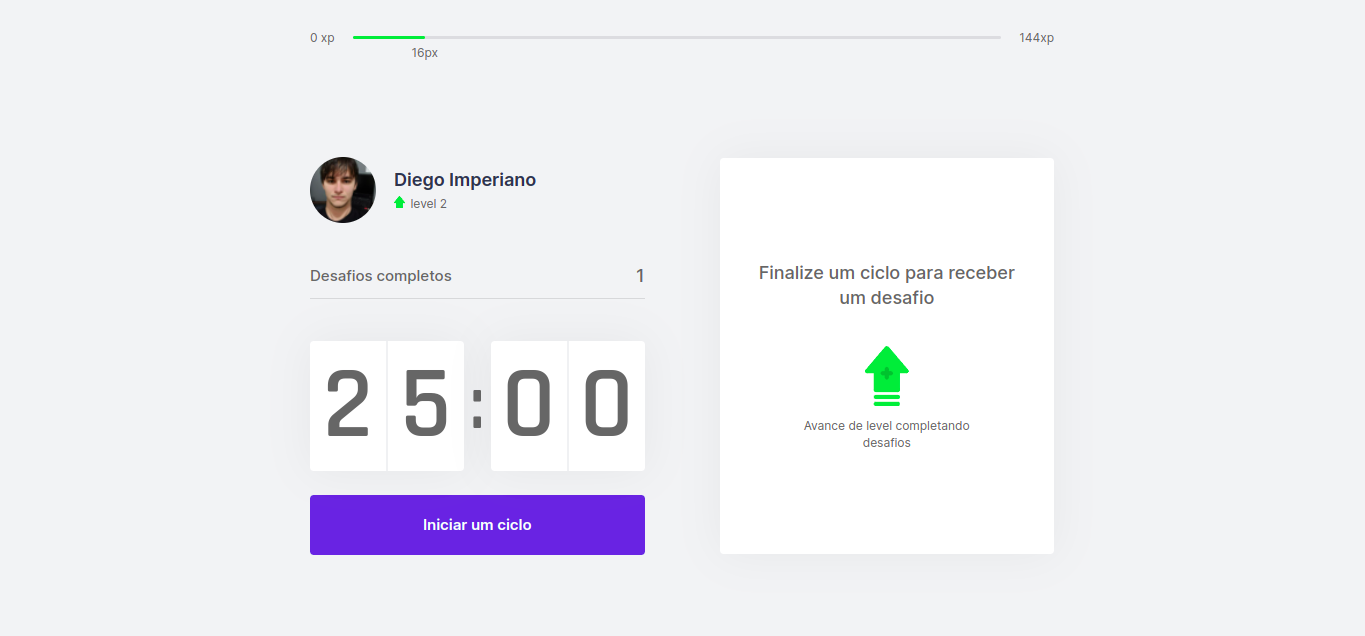 0 xp
144xp
16px
Diego Imperiano
level 2
Desafios completos
1
25:00
Iniciar um ciclo
Finalize um ciclo para receber
um desafio
Avance de level completando
desafios